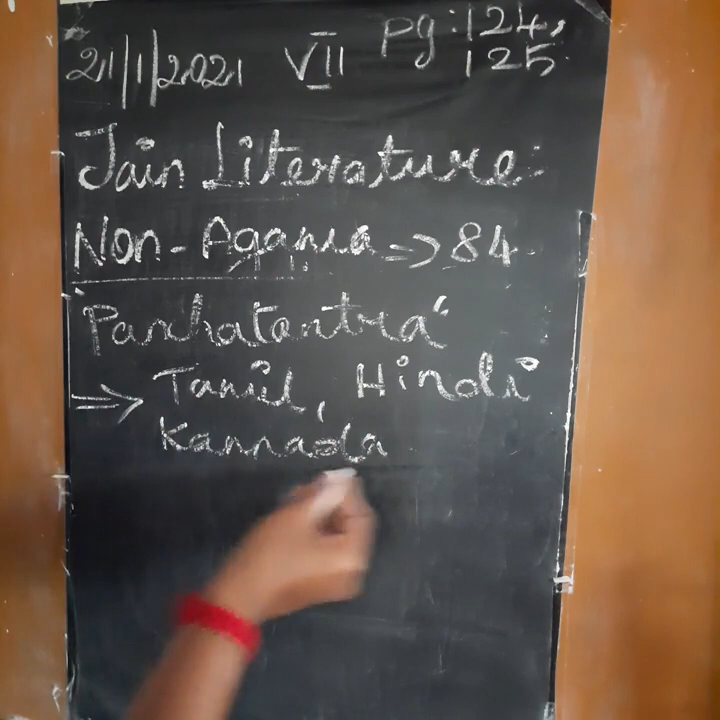 21/1/2021 VII pg:124,
125
Jain Literature:
Non-Agama => 84
"Panchatantra"
=> Tamil, Hindi
Kannada